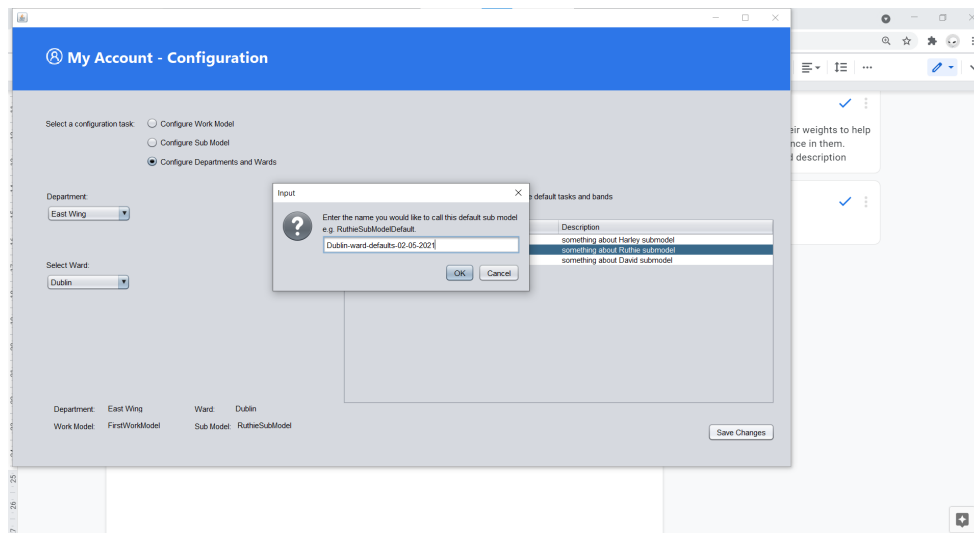 My Account - Configuration
Select a configuration task:
Configure Work Model
Configure Sub Model
Configure Departments and Wards
Department:
East Wing
Select Ward:
Dublin
Input
Enter the name you would like to call this default sub model
e.g. RuthieSubModelDefault.
Dublin-ward-defaults-02-05-2021
OK
Cancel
default tasks and bands
Description
something about Harley submodel
something about Ruthie submodel
something about David submodel
Department: East Wing Ward: Dublin
Work Model: FirstWorkModel Sub Model: RuthieSubModel
Save Changes
weights to help
in them.
description
25
26